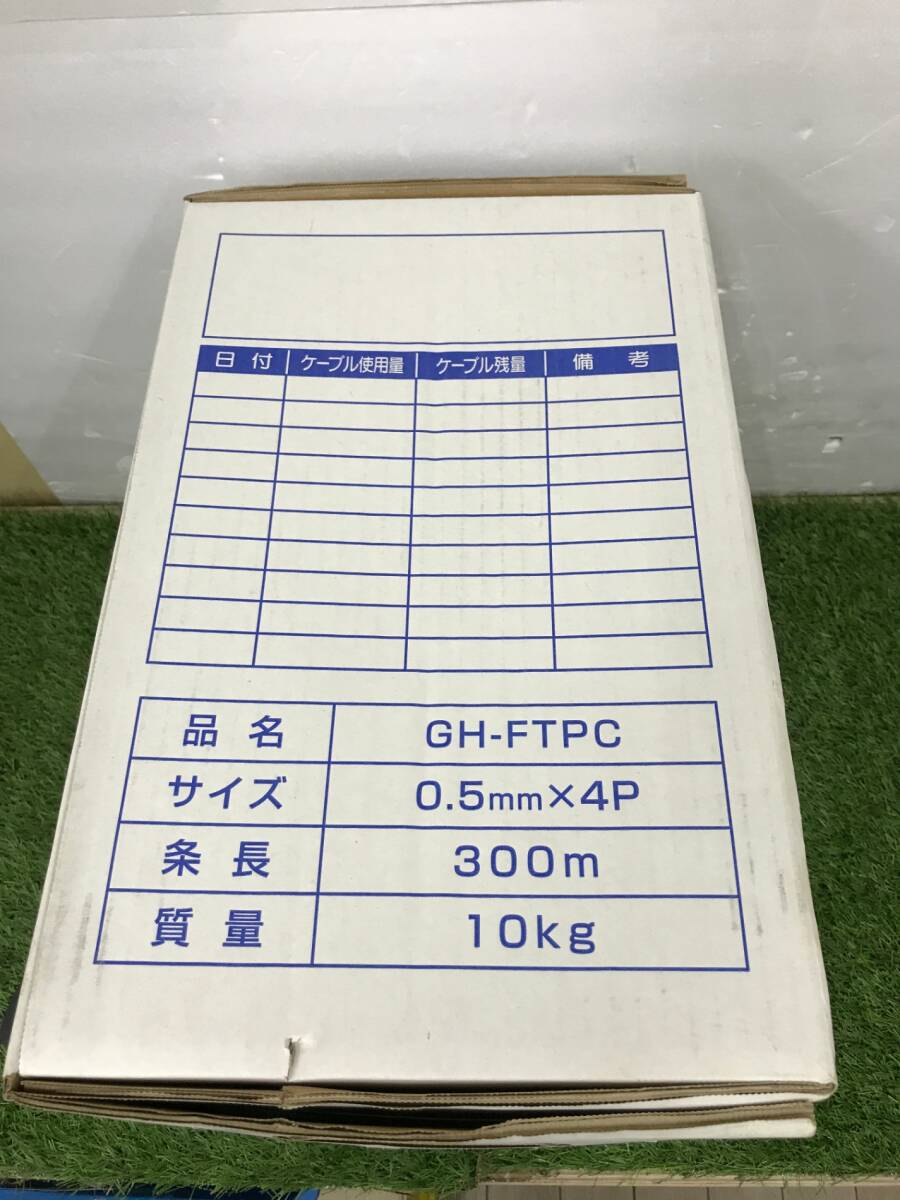 日付 ケーブル使用量 ケーブル残量 備考
品名 GH-FTPC
サイズ 0.5mm×4P
条長 300m
質量 10kg